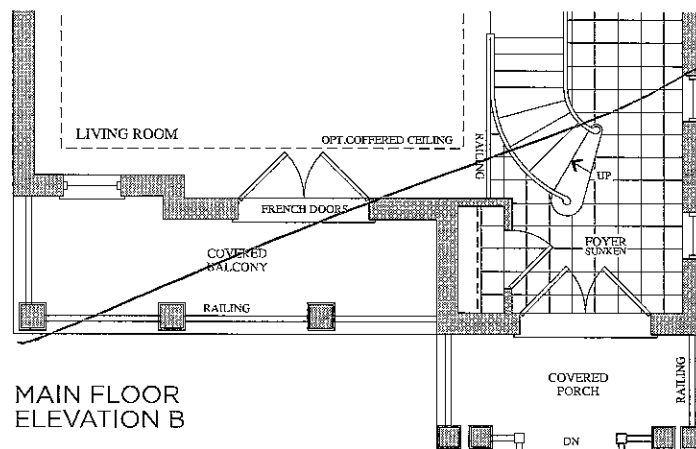 LIVING ROOM
OPT.COFFERED CEILING
RAILING
UP
FRENCH DOORS
COVERED
BALCONY
FOYER
SUNKEN
RAILING
COVERED
PORCH
RAILING
DN
MAIN FLOOR
ELEVATION B